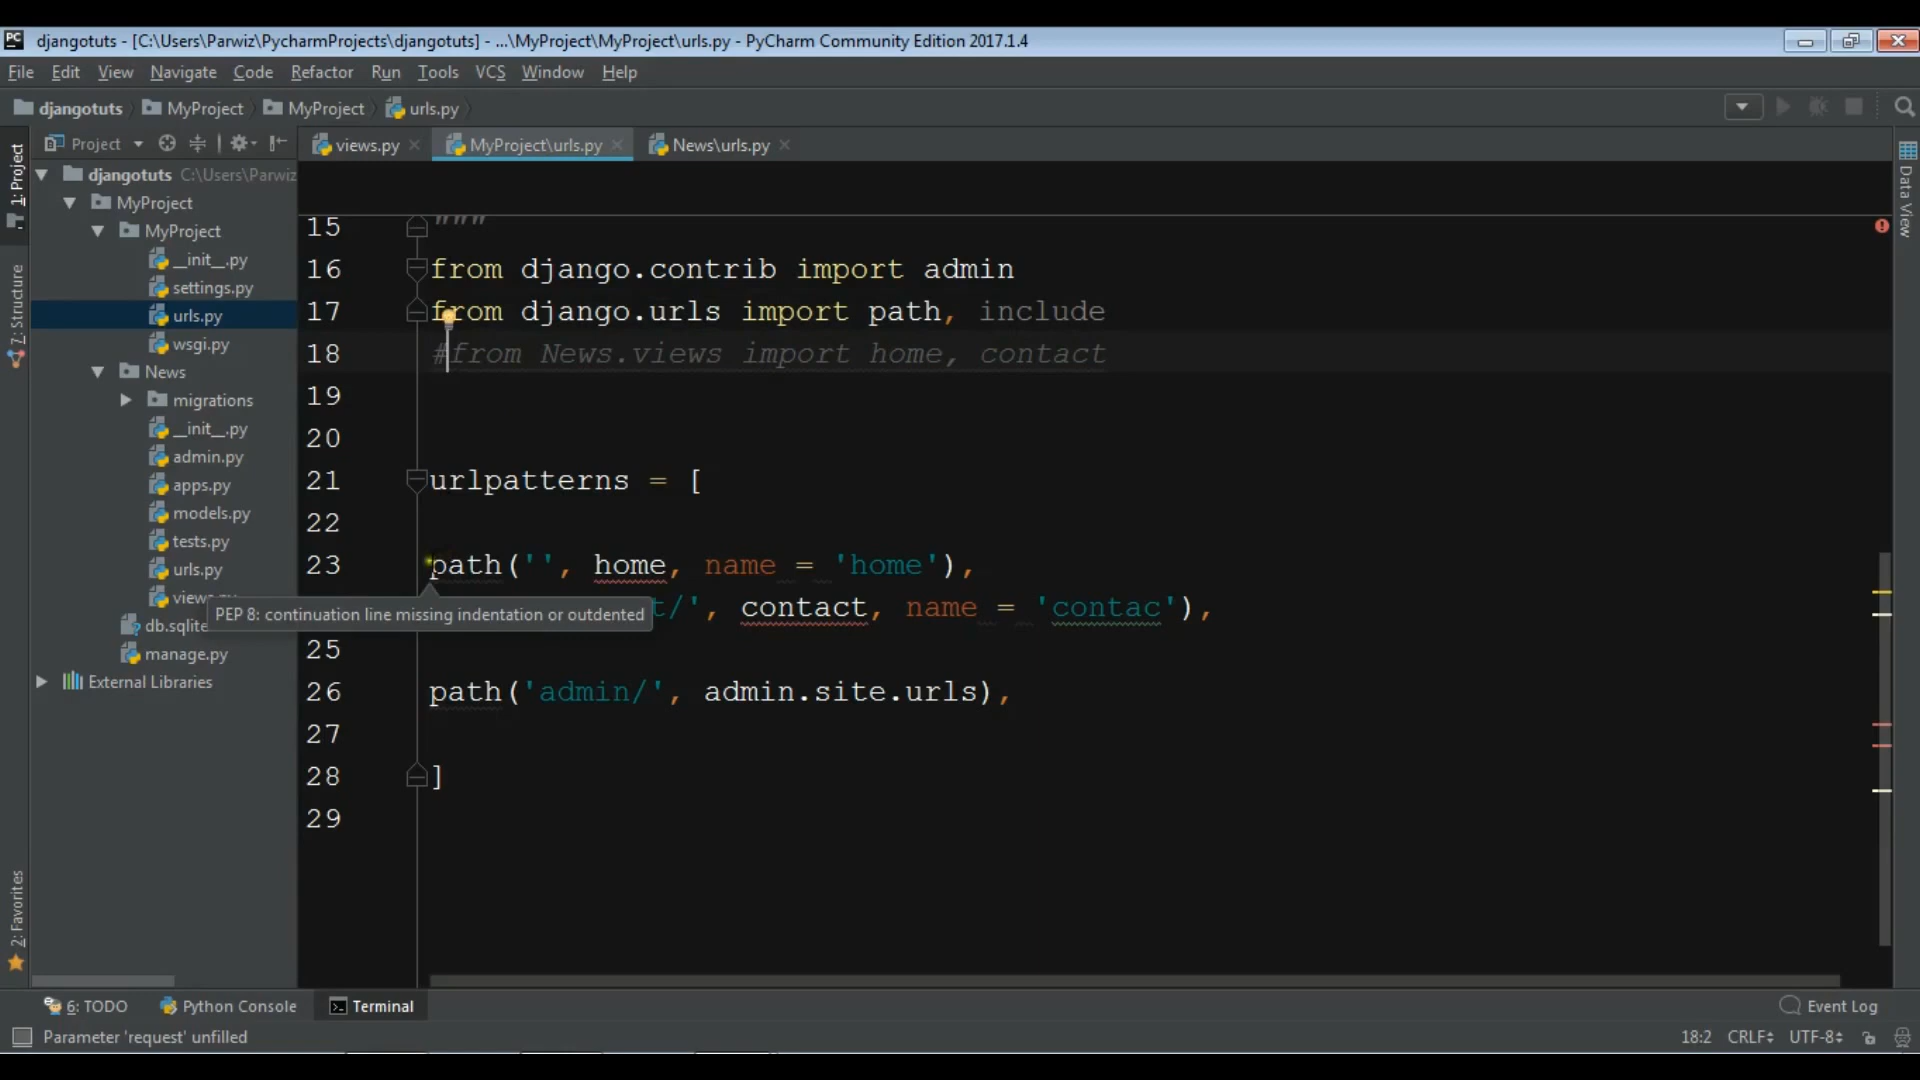 PC djangotuts - [C:\Users\Parwiz\PycharmProjects\djangotuts] - ...\MyProject\MyProject\urls.py - PyCharm Community Edition 2017.1.4
File Edit View Navigate Code Refactor Run Tools VCS Window Help
djangotuts MyProject MyProject urls.py
Project
views.py MyProject\urls.py News\urls.py
1: Project
7: Structure
2: Favorites
djangotuts C:\Users\Parwiz
MyProject
MyProject
__init__.py
settings.py
urls.py
wsgi.py
News
migrations
__init__.py
admin.py
apps.py
models.py
tests.py
urls.py
views.py
db.sqlite
manage.py
External Libraries
15 """
16 from django.contrib import admin
17 from django.urls import path, include
18 #from News.views import home, contact
19
20
21 urlpatterns = [
22
23 path('', home, name = 'home'),
t/', contact, name = 'contac'),
PEP 8: continuation line missing indentation or outdented
25
26 path('admin/', admin.site.urls),
27
28 ]
29
Data View
6: TODO Python Console Terminal Event Log
Parameter 'request' unfilled 18:2 CRLF UTF-8